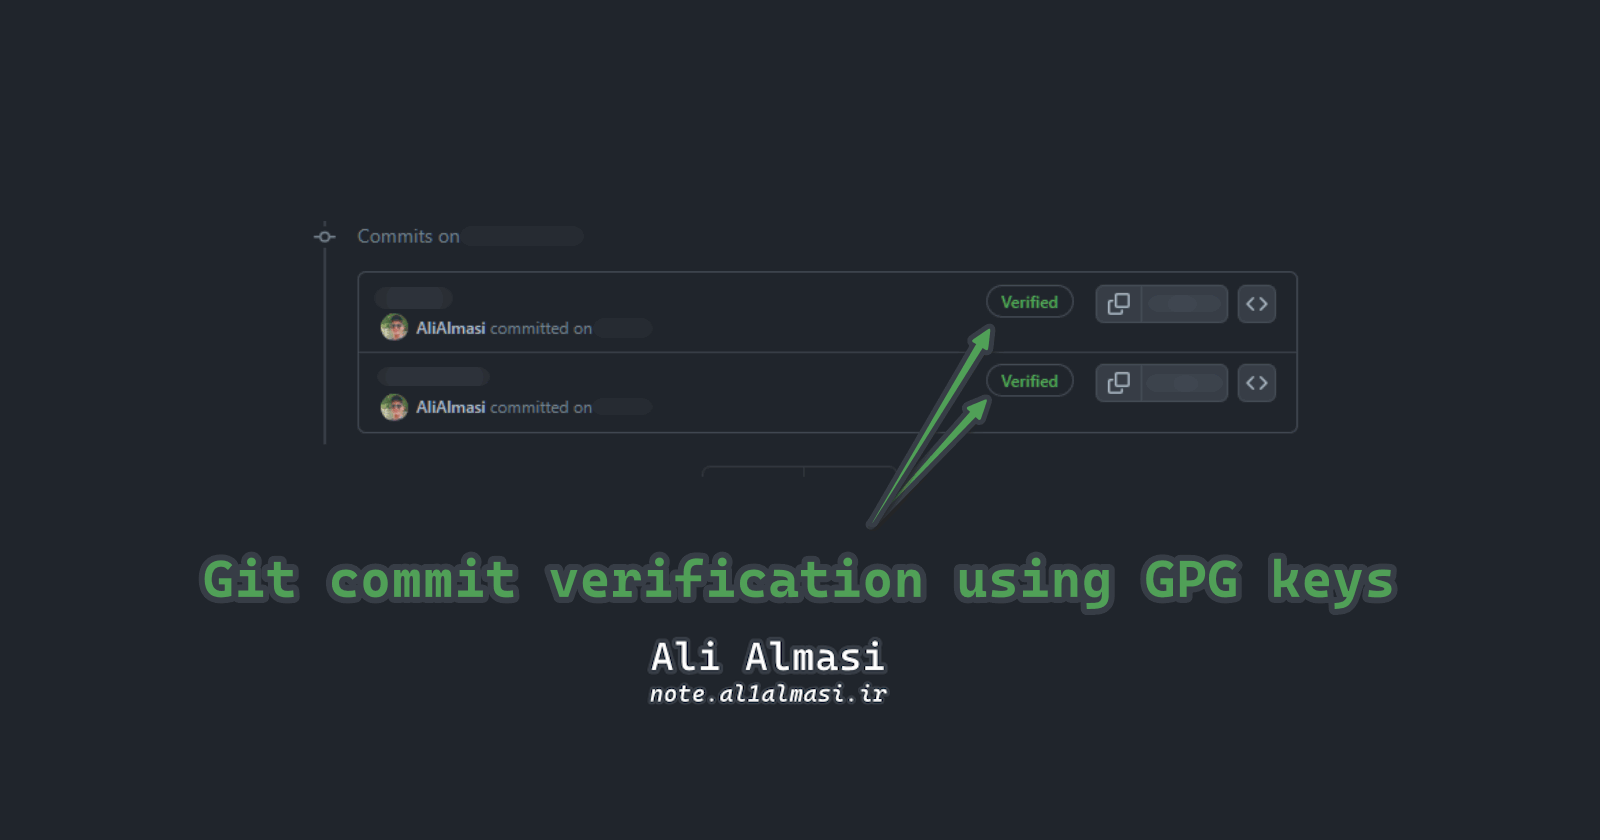 Commits on
Verified
AliAlmasi committed on
Verified
AliAlmasi committed on
Git commit verification using GPG keys
Ali Almasi
note.al1almasi.ir